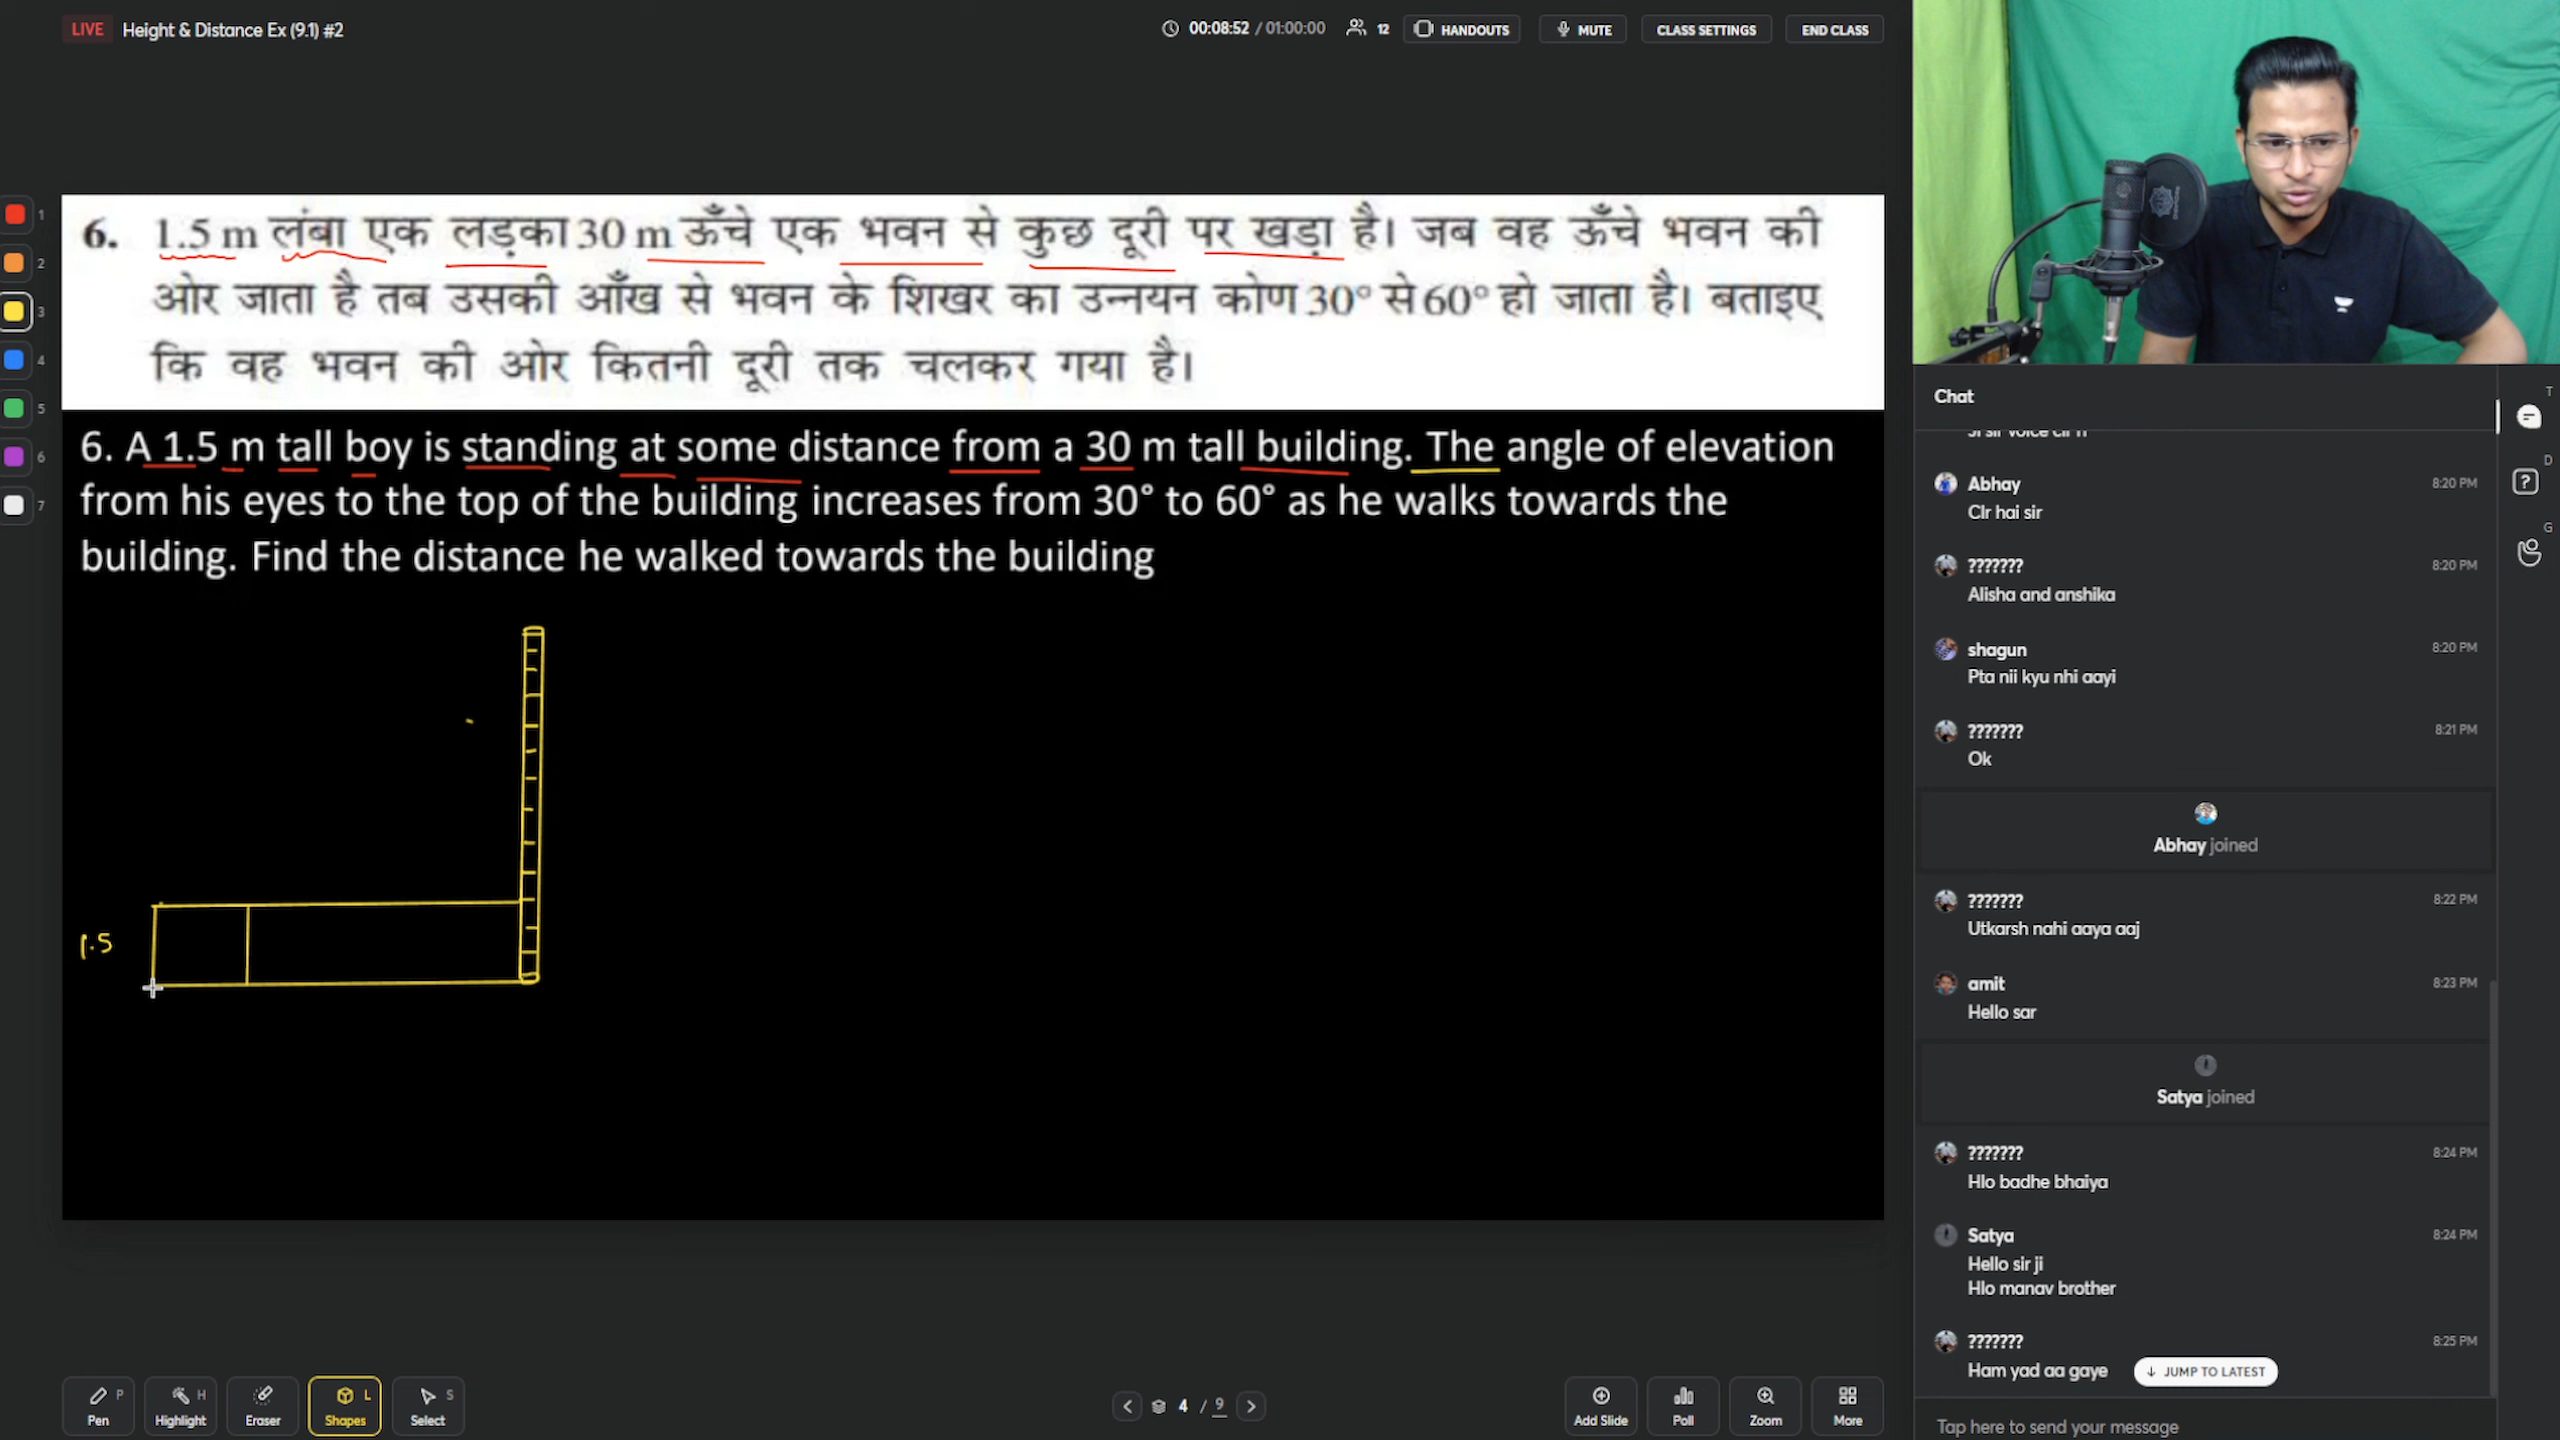 LIVE Height & Distance Ex (9.1) #2
00:08:52 / 01:00:00 12 HANDOUTS MUTE CLASS SETTINGS END CLASS
1
2
3
4
5
6
7
6. 1.5 m लंबा एक लड़का 30 m ऊँचे एक भवन से कुछ दूरी पर खड़ा है। जब वह ऊँचे भवन की
ओर जाता है तब उसकी आँख से भवन के शिखर का उन्नयन कोण 30° से 60° हो जाता है। बताइए
कि वह भवन की ओर कितनी दूरी तक चलकर गया है।
6. A 1.5 m tall boy is standing at some distance from a 30 m tall building. The angle of elevation
from his eyes to the top of the building increases from 30° to 60° as he walks towards the
building. Find the distance he walked towards the building
1.5
P H L S
Pen Highlight Eraser Shapes Select
4 / 9
Add Slide Poll Zoom More
Chat
T
D
G
Abhay 8:20 PM
Clr hai sir
??????? 8:20 PM
Alisha and anshika
shagun 8:20 PM
Pta nii kyu nhi aayi
??????? 8:21 PM
Ok
Abhay joined
??????? 8:22 PM
Utkarsh nahi aaya aaj
amit 8:23 PM
Hello sar
Satya joined
??????? 8:24 PM
Hlo badhe bhaiya
Satya 8:24 PM
Hello sir ji
Hlo manav brother
??????? 8:25 PM
Ham yad aa gaye
JUMP TO LATEST
Tap here to send your message